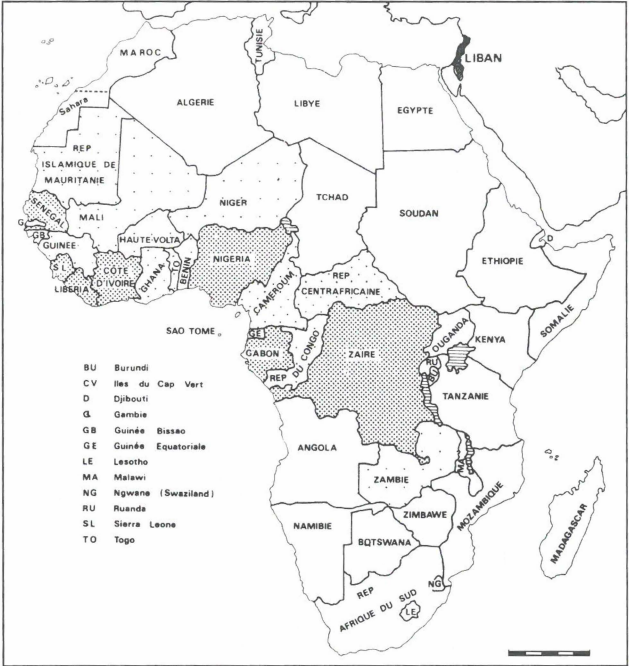 MAROC
TUNISIE
LIBAN
Sahara
ALGERIE
LIBYE
EGYPTE
REP
ISLAMIQUE DE
MAURITANIE
SENEGAL
MALI
NIGER
TCHAD
SOUDAN
G
GB
GUINEE
HAUTE-VOLTA
NIGERIA
D
ETHIOPIE
SL
LIBERIA
CÔTE
D'IVOIRE
GHANA
TO
BENIN
CAMEROUM
REP
CENTRAFRICAINE
SOMALIE
SAO TOME
GE
GABON
REP DU CONGO
ZAIRE
OUGANDA
KENYA
RU
BU
TANZANIE
BU Burundi
CV Iles du Cap Vert
D Djibouti
G Gambie
GB Guinée Bissao
GE Guinée Equatoriale
LE Lesotho
MA Malawi
NG Ngwane (Swaziland)
RU Ruanda
SL Sierra Leone
TO Togo
ANGOLA
ZAMBIE
MA
MOZAMBIQUE
MADAGASCAR
NAMIBIE
ZIMBAWE
BOTSWANA
REP
AFRIQUE DU SUD
NG
LE